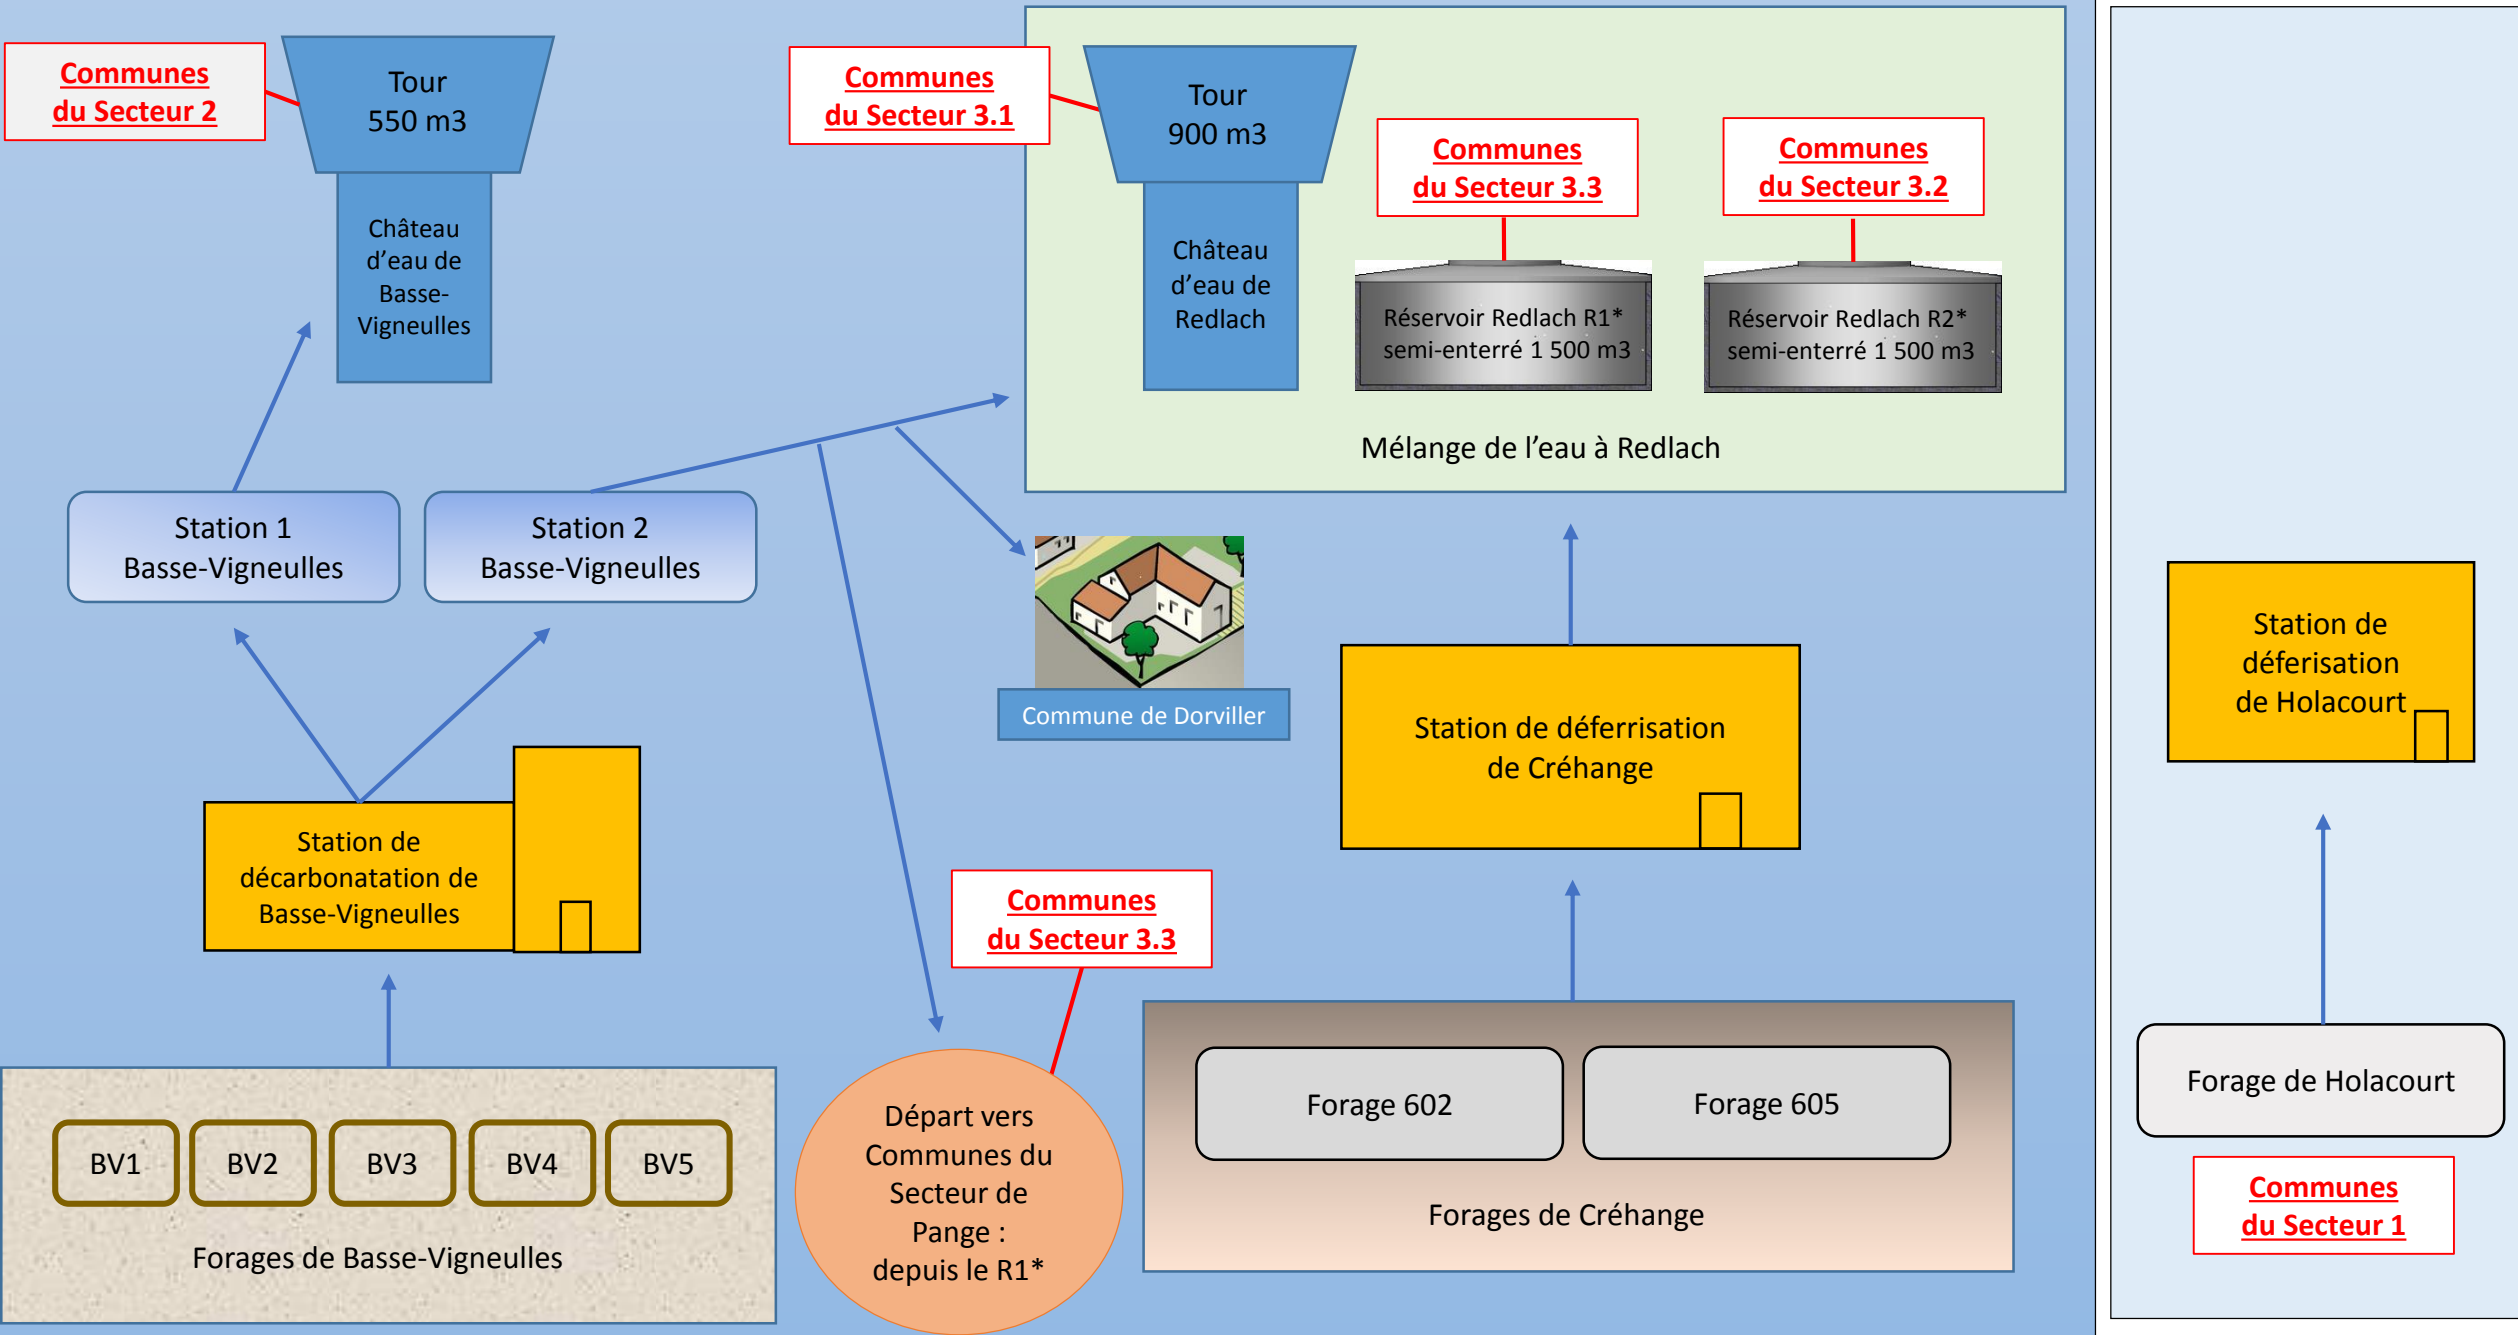 Communes
du Secteur 2
Tour
550 m3
Château
d’eau de
Basse-
Vigneulles
Communes
du Secteur 3.1
Tour
900 m3
Château
d’eau de
Redlach
Communes
du Secteur 3.3
Réservoir Redlach R1*
semi-enterré 1 500 m3
Communes
du Secteur 3.2
Réservoir Redlach R2*
semi-enterré 1 500 m3
Mélange de l’eau à Redlach
Station 1
Basse-Vigneulles
Station 2
Basse-Vigneulles
Commune de Dorviller
Station de
décarbonatation de
Basse-Vigneulles
Station de déferrisation
de Créhange
Communes
du Secteur 3.3
BV1
BV2
BV3
BV4
BV5
Forages de Basse-Vigneulles
Départ vers
Communes du
Secteur de
Pange :
depuis le R1*
Forage 602
Forage 605
Forages de Créhange
Station de
déferisation
de Holacourt
Forage de Holacourt
Communes
du Secteur 1